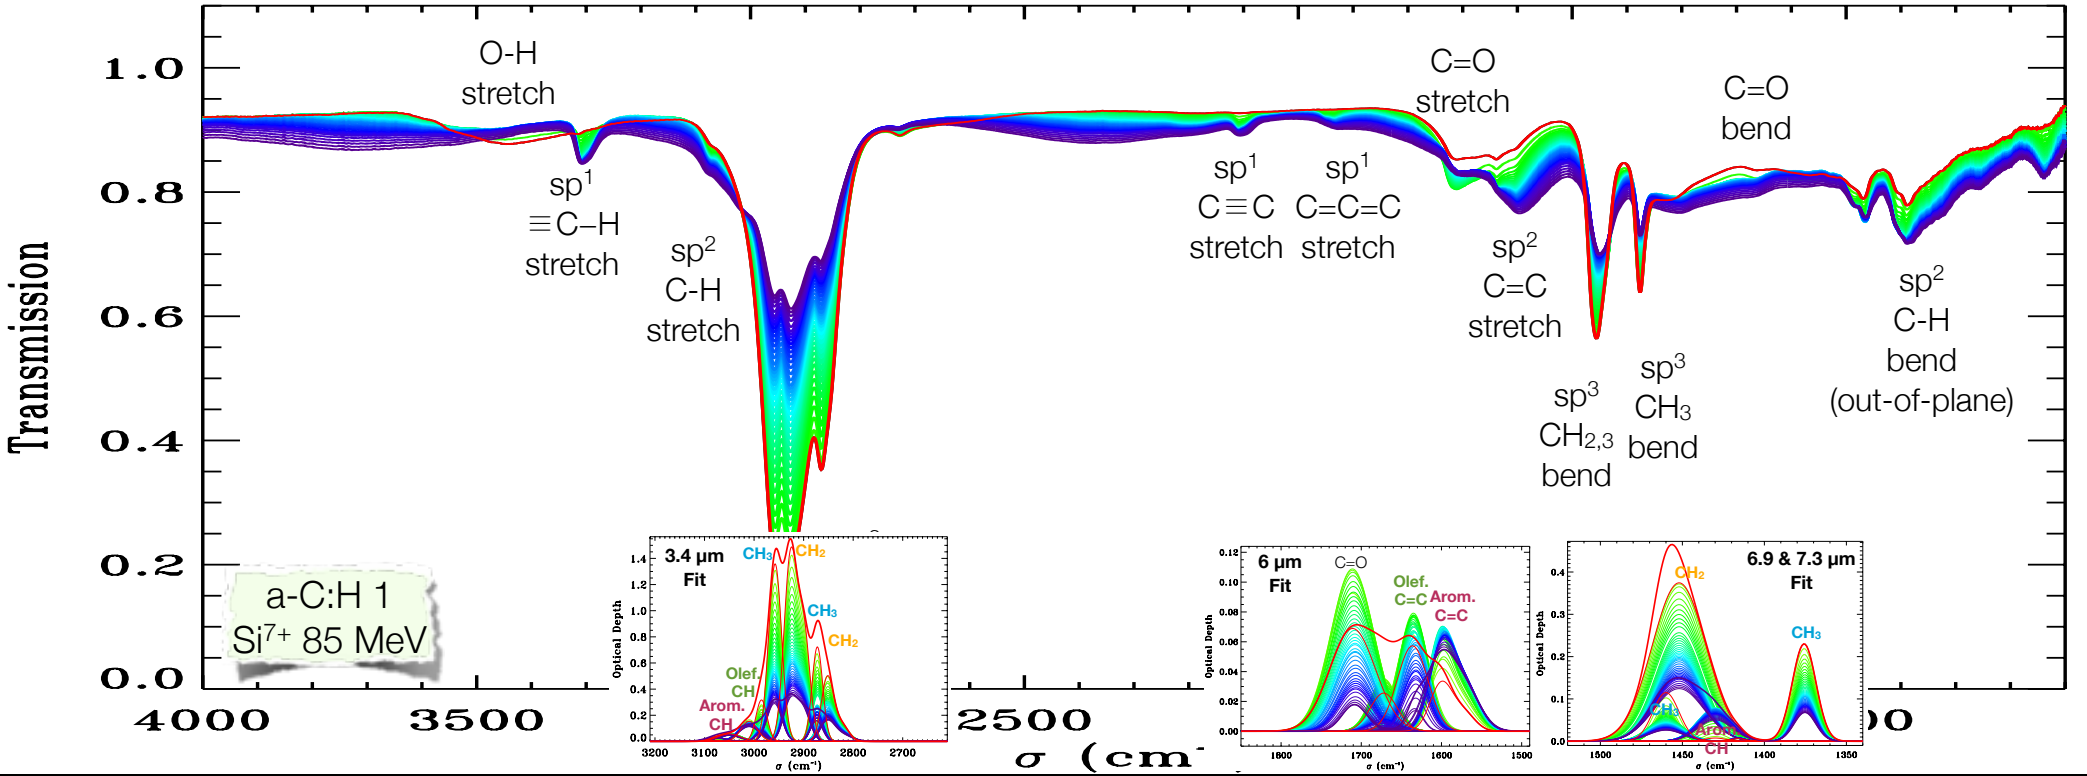 1.0
0.8
0.6
0.4
0.2
0.0
Transmission
O-H
stretch
sp1
≡C–H
stretch
sp2
C-H
stretch
sp1
C≡C
stretch
sp1
C=C=C
stretch
C=O
stretch
sp2
C=C
stretch
C=O
bend
sp3
CH2,3
bend
sp3
CH3
bend
sp2
C-H
bend
(out-of-plane)
a-C:H 1
Si7+ 85 MeV
4000
3500
2500
00
σ (cm-
3.4 µm
Fit
CH3
CH2
CH3
CH2
Olef.
CH
Arom.
CH
Optical Depth
1.4
1.2
1.0
0.8
0.6
0.4
0.2
0.0
3200 3100 3000 2900 2800 2700
σ (cm-1)
6 µm
Fit
C=O
Olef.
C=C
Arom.
C=C
Optical Depth
0.12
0.10
0.08
0.06
0.04
0.02
0.00
1800 1700 1600 1500
σ (cm-1)
6.9 & 7.3 µm
Fit
CH2
CH3
CH3
Arom.
CH
Optical Depth
0.4
0.3
0.2
0.1
0.0
1500 1450 1400 1350
σ (cm-1)